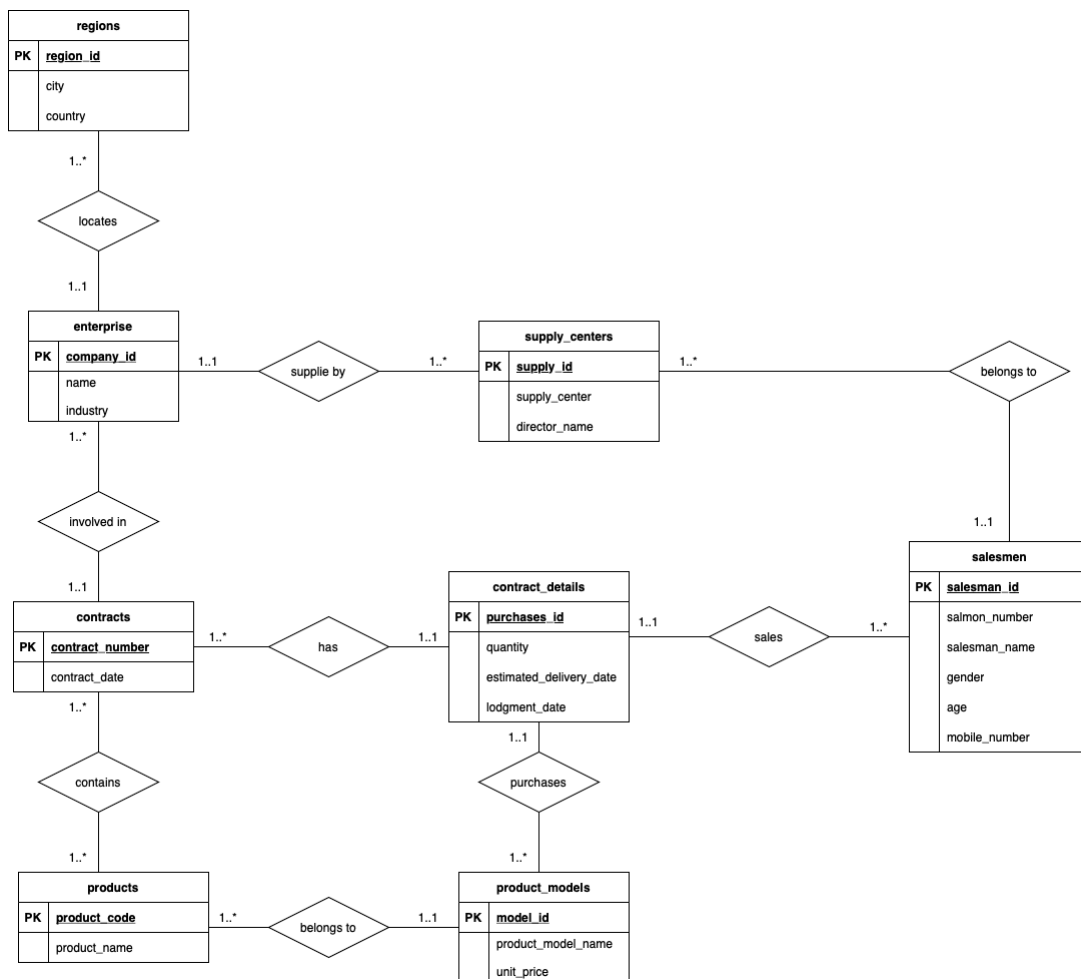 regions
PK region_id
city
country
1..*
locates
1..1
enterprise
PK company_id
name
industry
1..1
supplie by
1..*
supply_centers
PK supply_id
supply_center
director_name
1..*
belongs to
1..1
1..*
involved in
1..1
salesmen
PK salesman_id
salmon_number
salesman_name
gender
age
mobile_number
contracts
PK contract_number
contract_date
1..*
has
1..1
contract_details
PK purchases_id
quantity
estimated_delivery_date
lodgment_date
1..1
sales
1..*
1..*
contains
1..*
1..1
purchases
1..*
products
PK product_code
product_name
1..*
belongs to
1..1
product_models
PK model_id
product_model_name
unit_price